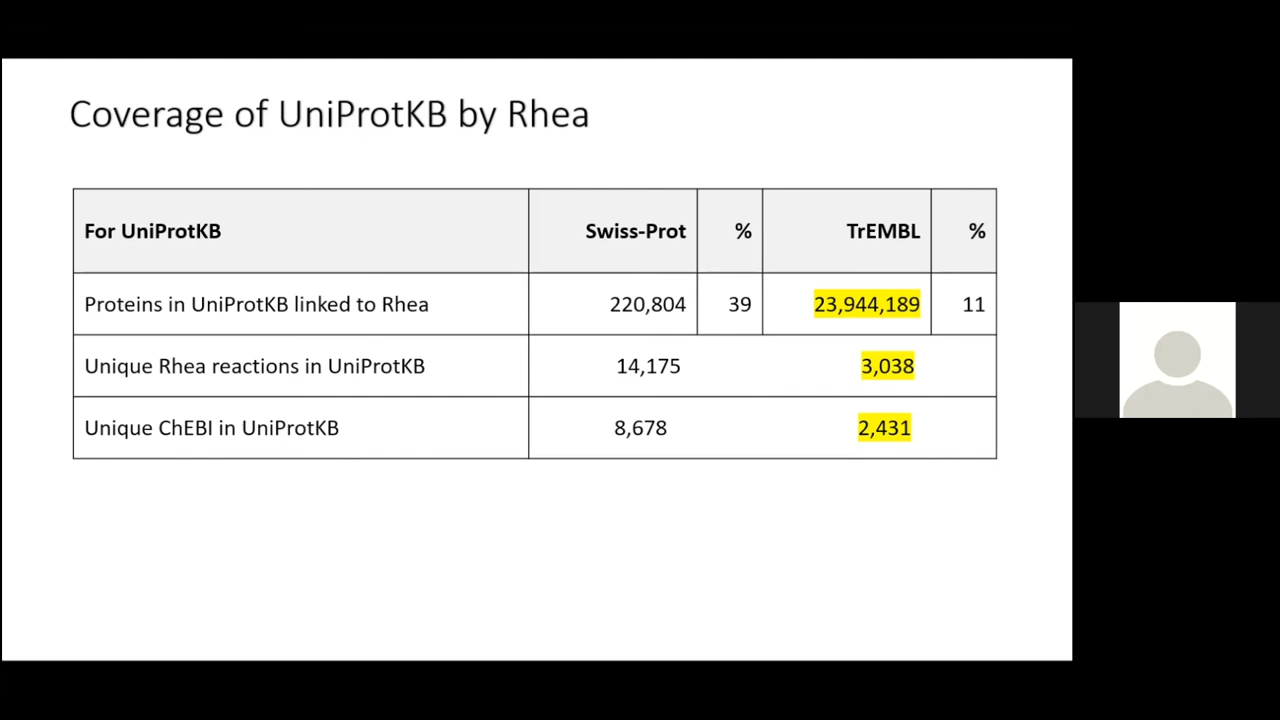 Coverage of UniProtKB by Rhea
For UniProtKB Swiss-Prot % TrEMBL %
Proteins in UniProtKB linked to Rhea 220,804 39 23,944,189 11
Unique Rhea reactions in UniProtKB 14,175 3,038
Unique ChEBI in UniProtKB 8,678 2,431